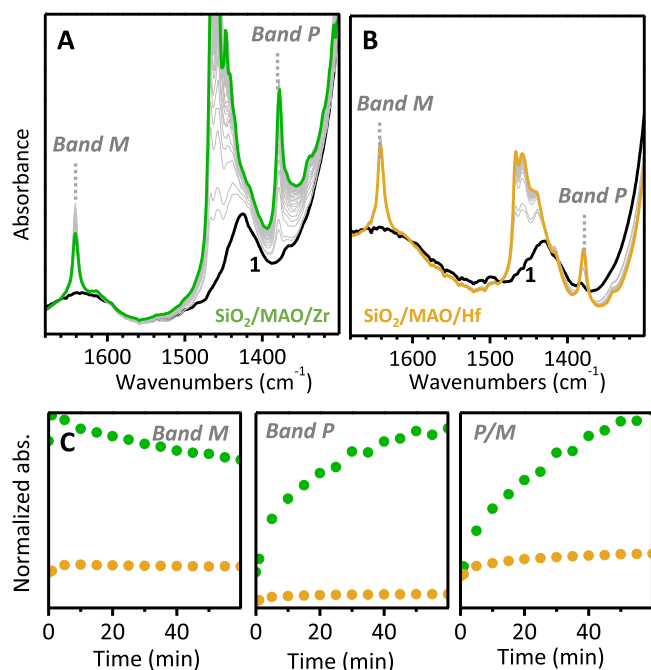 A
Band P
Band M
1
SiO₂/MAO/Zr
Absorbance
1600
1500
1400
Wavenumbers (cm⁻¹)
B
Band M
Band P
1
SiO₂/MAO/Hf
1600
1500
1400
Wavenumbers (cm⁻¹)
C
Band M
Band P
P/M
Normalized abs.
0
20
40
0
20
40
0
20
40
Time (min)
Time (min)
Time (min)